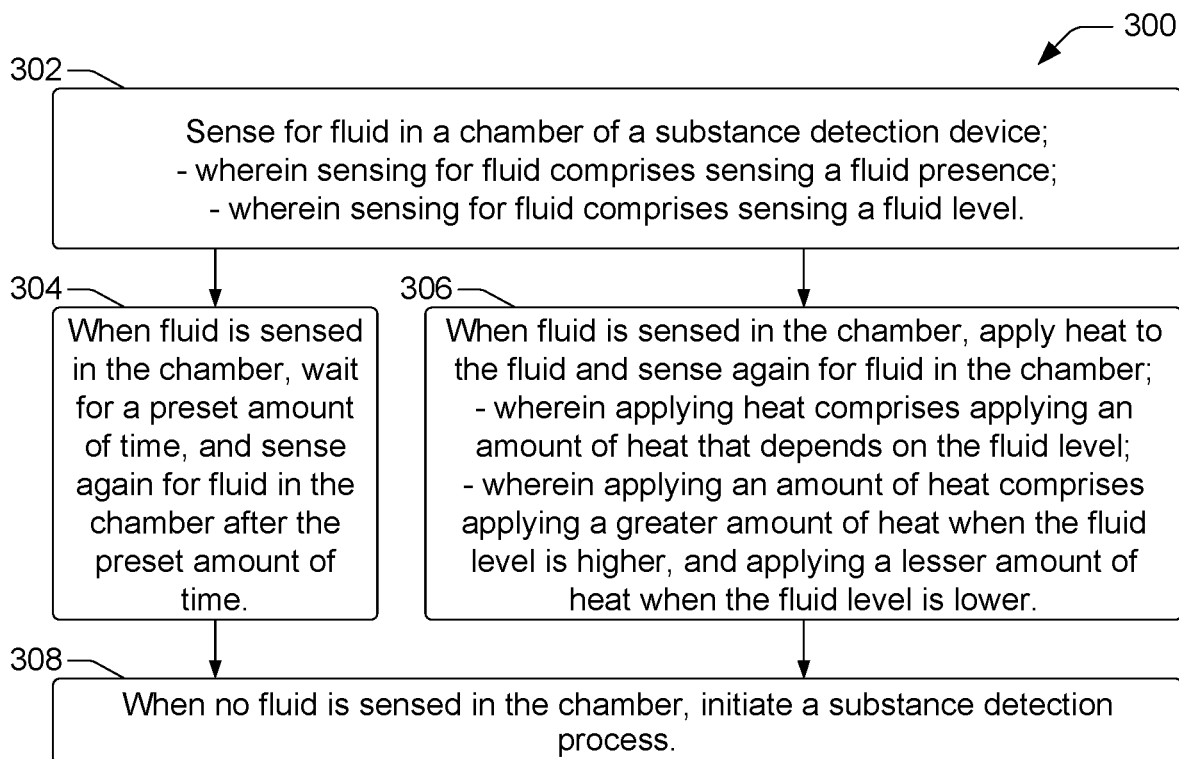 300
302
Sense for fluid in a chamber of a substance detection device;
- wherein sensing for fluid comprises sensing a fluid presence;
- wherein sensing for fluid comprises sensing a fluid level.
304
When fluid is sensed
in the chamber, wait
for a preset amount
of time, and sense
again for fluid in the
chamber after the
preset amount of
time.
306
When fluid is sensed in the chamber, apply heat to
the fluid and sense again for fluid in the chamber;
- wherein applying heat comprises applying an
amount of heat that depends on the fluid level;
- wherein applying an amount of heat comprises
applying a greater amount of heat when the fluid
level is higher, and applying a lesser amount of
heat when the fluid level is lower.
308
When no fluid is sensed in the chamber, initiate a substance detection
process.